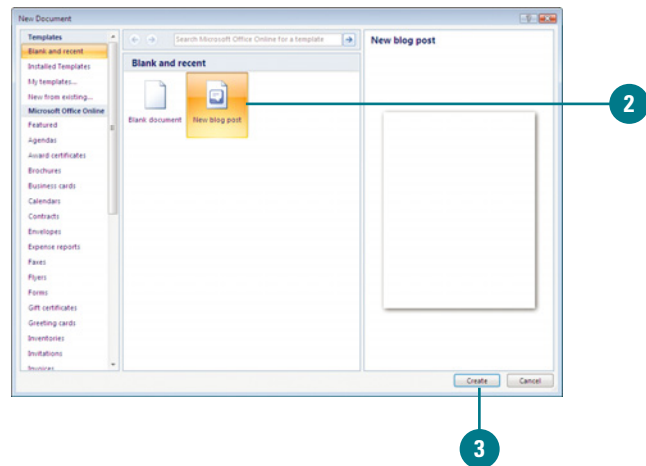 New Document
Templates
Blank and recent
Installed Templates
My templates...
New from existing...
Microsoft Office Online
Featured
Agendas
Award certificates
Brochures
Business cards
Calendars
Contracts
Envelopes
Expense reports
Faxes
Flyers
Forms
Gift certificates
Greeting cards
Inventories
Invitations
Invoices
Search Microsoft Office Online for a template
Blank and recent
Blank document
New blog post
New blog post
2
Create
Cancel
3